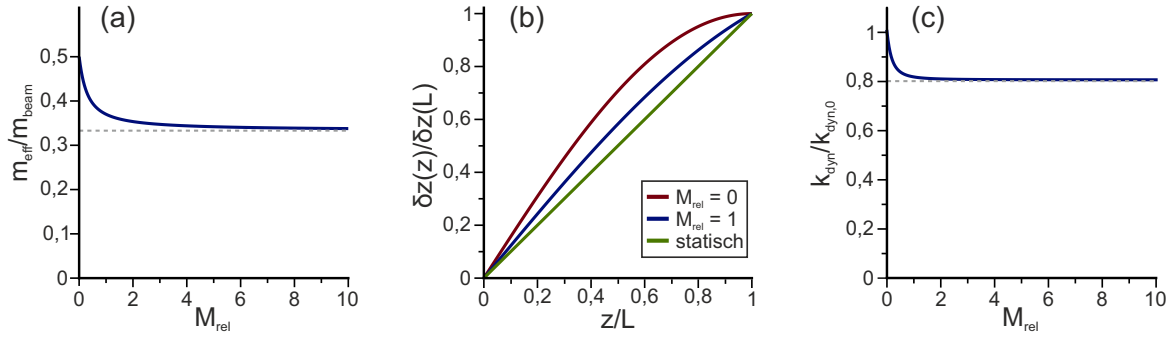 (a)
m_eff/m_beam
0,5
0,4
0,3
0,2
0,1
0
0 2 4 6 8 10
M_rel
(b)
δz(z)/δz(L)
1
0,8
0,6
0,4
0,2
0
0 0,2 0,4 0,6 0,8 1
z/L
M_rel = 0
M_rel = 1
statisch
(c)
k_dyn/k_dyn,0
1
0,8
0,6
0,4
0,2
0
0 2 4 6 8 10
M_rel